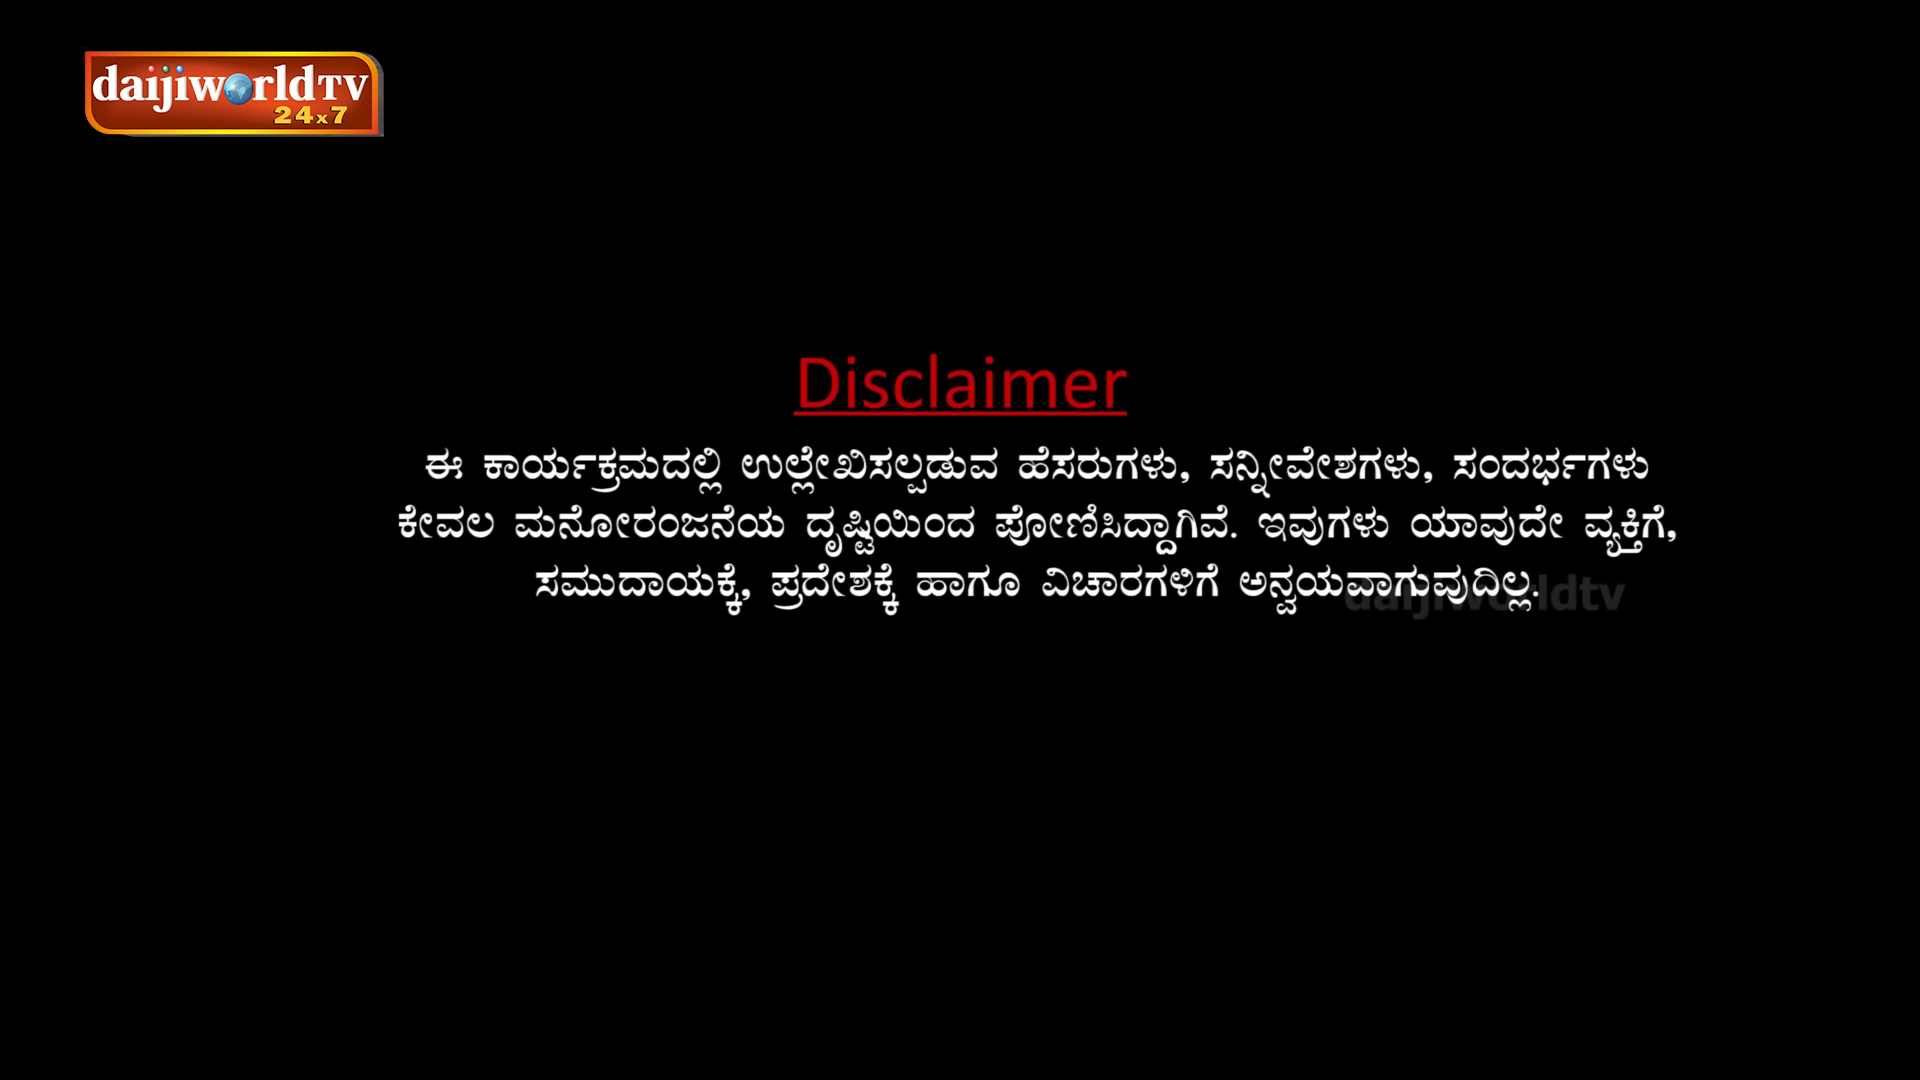 daijiworldTV
24x7
Disclaimer
ಈ ಕಾರ್ಯಕ್ರಮದಲ್ಲಿ ಉಲ್ಲೇಖಿಸಲ್ಪಡುವ ಹೆಸರುಗಳು, ಸನ್ನೀವೇಶಗಳು, ಸಂದರ್ಭಗಳು
ಕೇವಲ ಮನೋರಂಜನೆಯ ದೃಷ್ಟಿಯಿಂದ ಪೋಣಿಸಿದ್ದಾಗಿವೆ. ಇವುಗಳು ಯಾವುದೇ ವ್ಯಕ್ತಿಗೆ,
ಸಮುದಾಯಕ್ಕೆ, ಪ್ರದೇಶಕ್ಕೆ ಹಾಗೂ ವಿಚಾರಗಳಿಗೆ ಅನ್ವಯವಾಗುವುದಿಲ್ಲ.
daijiworldtv